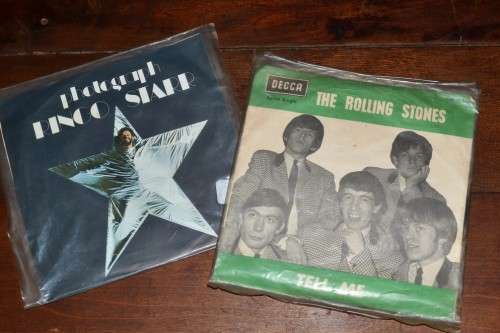 photograph
RINGO STARR
DECCA
THE ROLLING STONES
TELL ME